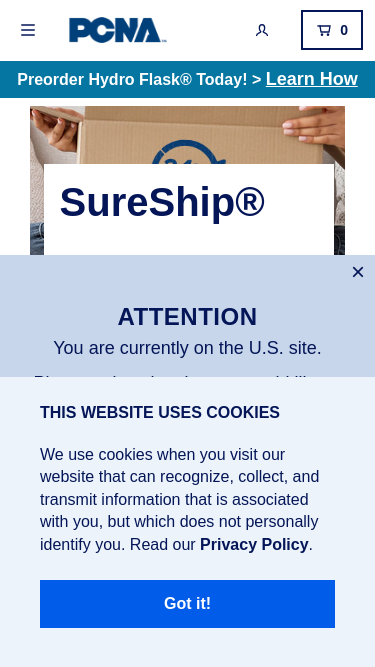 PCNA
0
Preorder Hydro Flask® Today! > Learn How
SureShip®
ATTENTION
You are currently on the U.S. site.
THIS WEBSITE USES COOKIES
We use cookies when you visit our
website that can recognize, collect, and
transmit information that is associated
with you, but which does not personally
identify you. Read our Privacy Policy.
Got it!